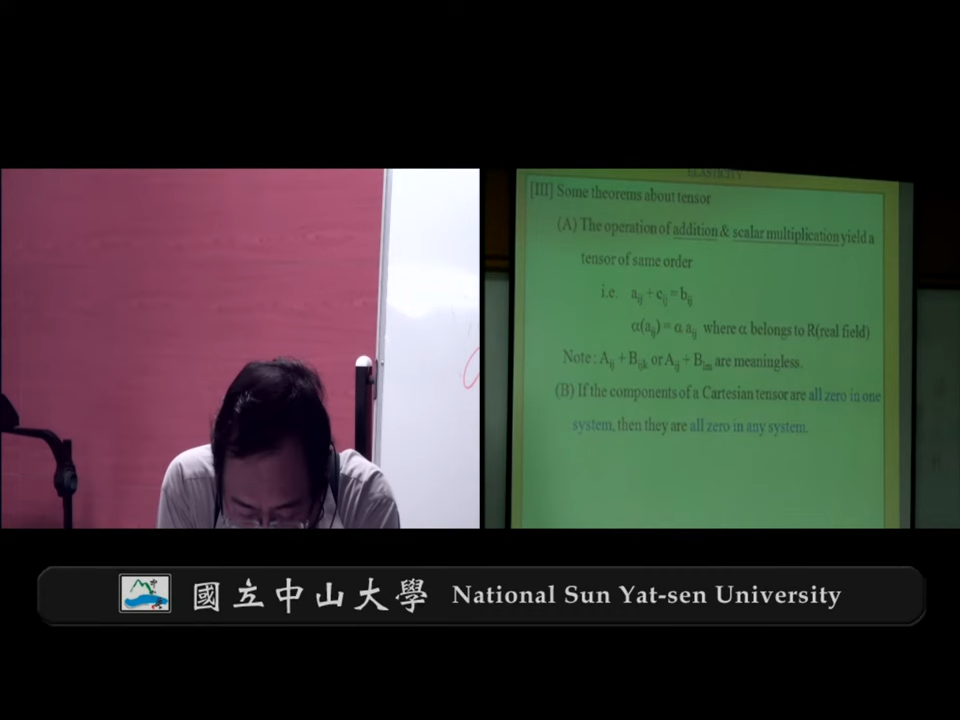 ELASTICITY
[III] Some theorems about tensor
(A) The operation of addition & scalar multiplication yield a
tensor of same order
i.e. aᵢⱼ + cᵢⱼ = bᵢⱼ
α(aᵢⱼ) = α aᵢⱼ where α belongs to R(real field)
Note : Aᵢⱼ + Bᵢⱼₖ or Aᵢⱼ + Bₗₘ are meaningless.
(B) If the components of a Cartesian tensor are all zero in one
system, then they are all zero in any system.
國立中山大學 National Sun Yat-sen University